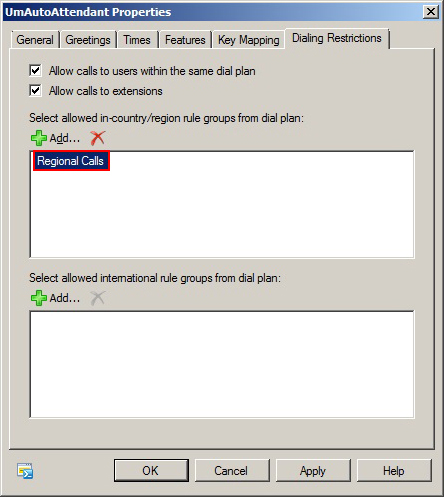 UmAutoAttendant Properties
General Greetings Times Features Key Mapping Dialing Restrictions
Allow calls to users within the same dial plan
Allow calls to extensions
Select allowed in-country/region rule groups from dial plan:
Add...
Regional Calls
Select allowed international rule groups from dial plan:
Add...
OK Cancel Apply Help